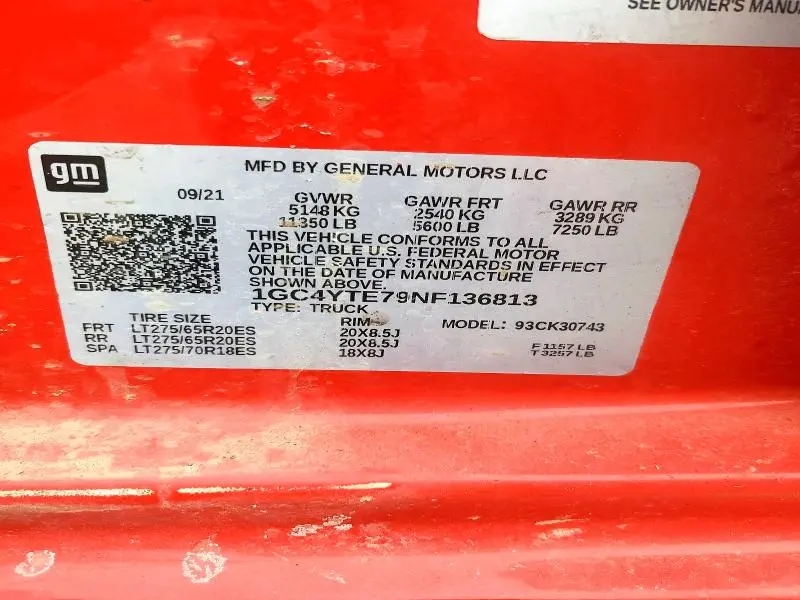 SEE OWNER'S MANU
gm
MFD BY GENERAL MOTORS LLC
09/21 GVWR GAWR FRT GAWR RR
5148 KG 2540 KG 3289 KG
11350 LB 5600 LB 7250 LB
THIS VEHICLE CONFORMS TO ALL
APPLICABLE U.S. FEDERAL MOTOR
VEHICLE SAFETY STANDARDS IN EFFECT
ON THE DATE OF MANUFACTURE
SHOWN ABOVE.
1GC4YTE79NF136813
TYPE: TRUCK
TIRE SIZE RIM MODEL: 93CK30743
FRT LT275/65R20ES 20X8.5J
RR LT275/65R20ES 20X8.5J F 1157 LB
SPA LT275/70R18ES 18X8J T 3257 LB